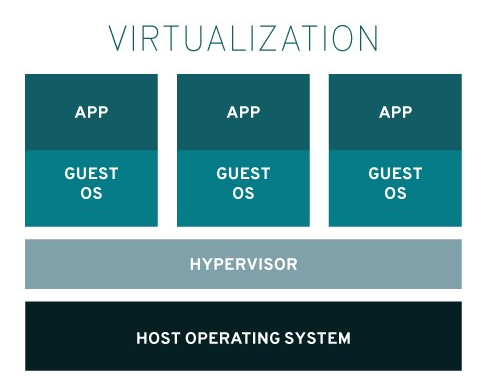 VIRTUALIZATION
APP
GUEST
OS
APP
GUEST
OS
APP
GUEST
OS
HYPERVISOR
HOST OPERATING SYSTEM